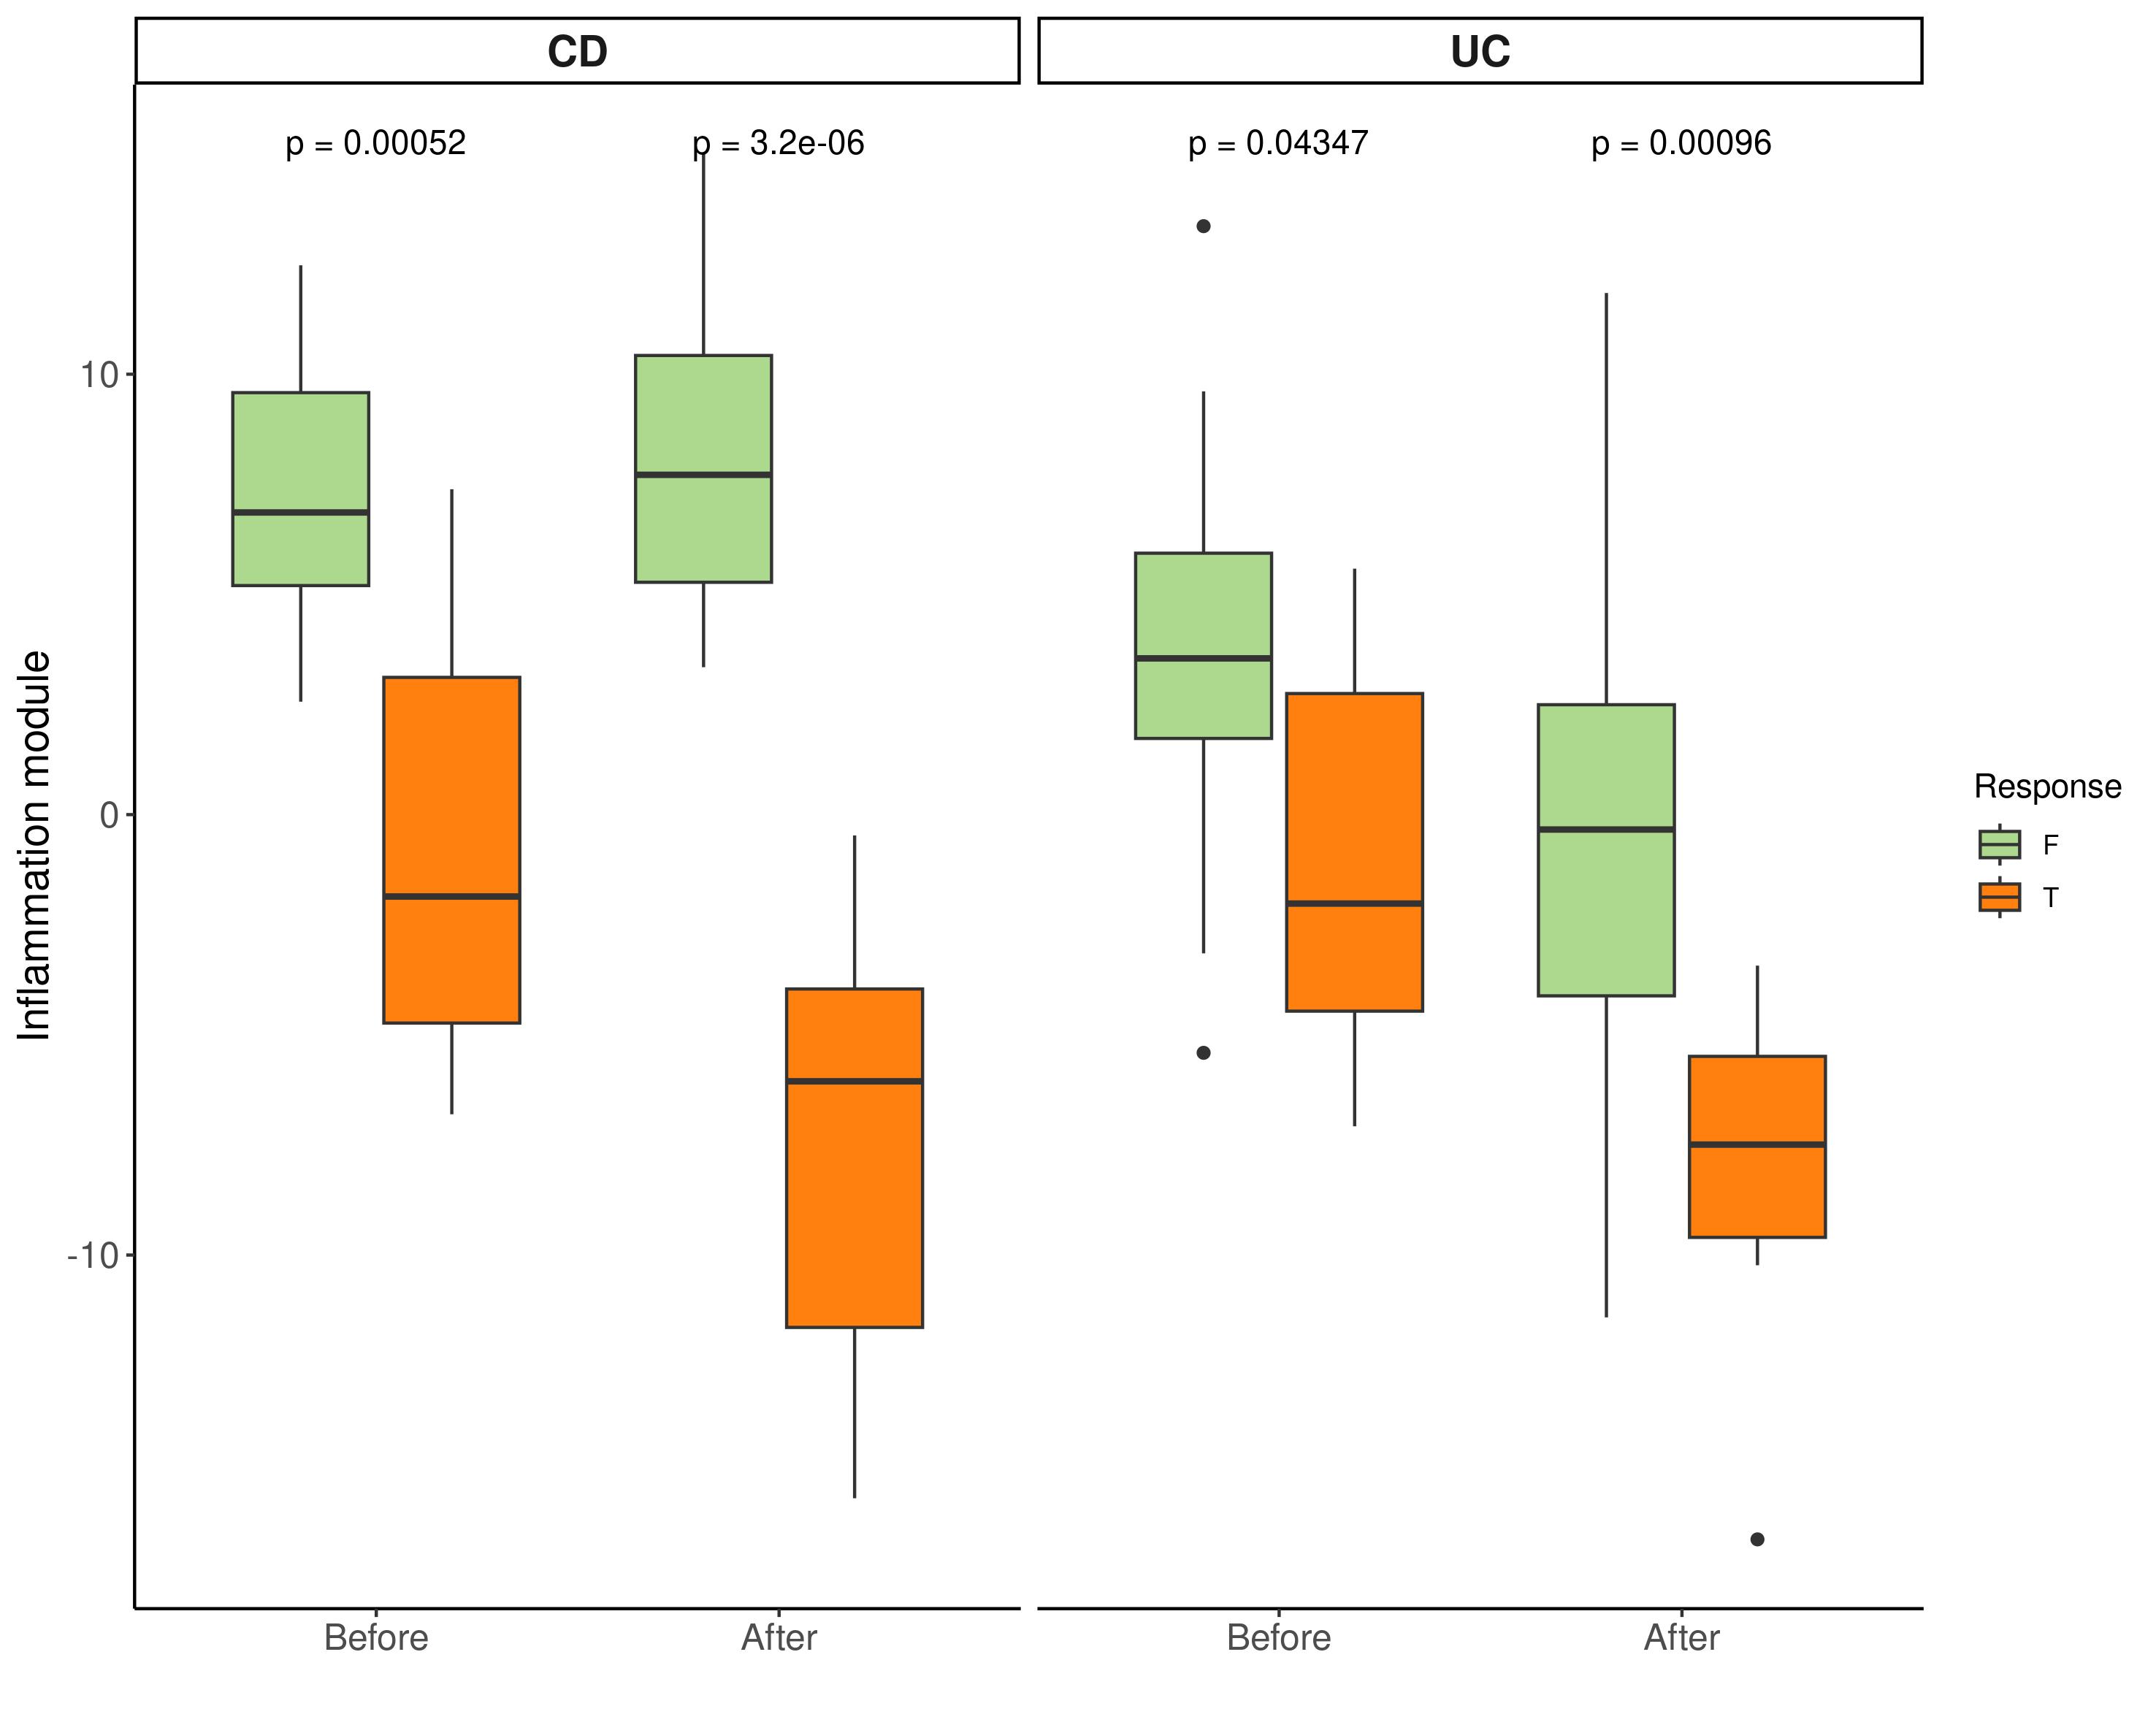 CD
UC
p = 0.00052
p = 3.2e-06
p = 0.04347
p = 0.00096
Inflammation module
10
0
-10
Before
After
Before
After
Response
F
T